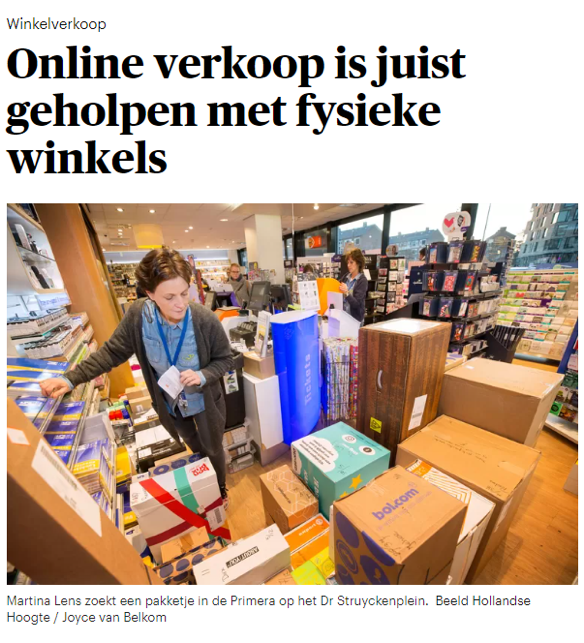 Winkelverkoop
Online verkoop is juist
geholpen met fysieke
winkels
Tickets
bol.com
Martina Lens zoekt een pakketje in de Primera op het Dr Struyckenplein.  Beeld Hollandse
Hoogte / Joyce van Belkom